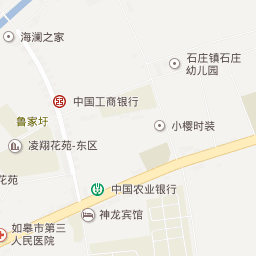 海澜之家
石庄镇石庄
幼儿园
中国工商银行
鲁家圩
小樱时装
凌翔花苑-东区
花苑
中国农业银行
神龙宾馆
如皋市第三
人民医院